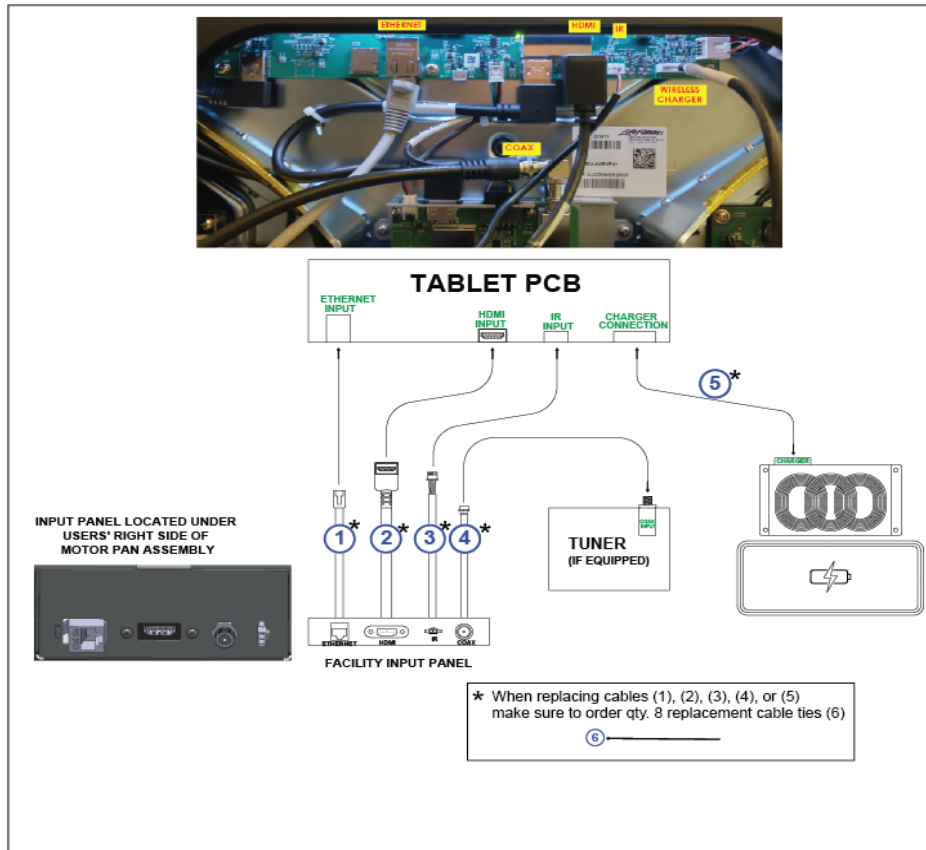 ETHERNET
HDMI
IR
WIRELESS
CHARGER
COAX
TABLET PCB
ETHERNET
INPUT
HDMI
INPUT
IR
INPUT
CHARGER
CONNECTION
5*
CHARGER
1*
2*
3*
4*
COAX
INPUT
TUNER
(IF EQUIPPED)
INPUT PANEL LOCATED UNDER
USERS' RIGHT SIDE OF
MOTOR PAN ASSEMBLY
ETHERNET
HDMI
IR
COAX
FACILITY INPUT PANEL
* When replacing cables (1), (2), (3), (4), or (5)
make sure to order qty. 8 replacement cable ties (6)
6